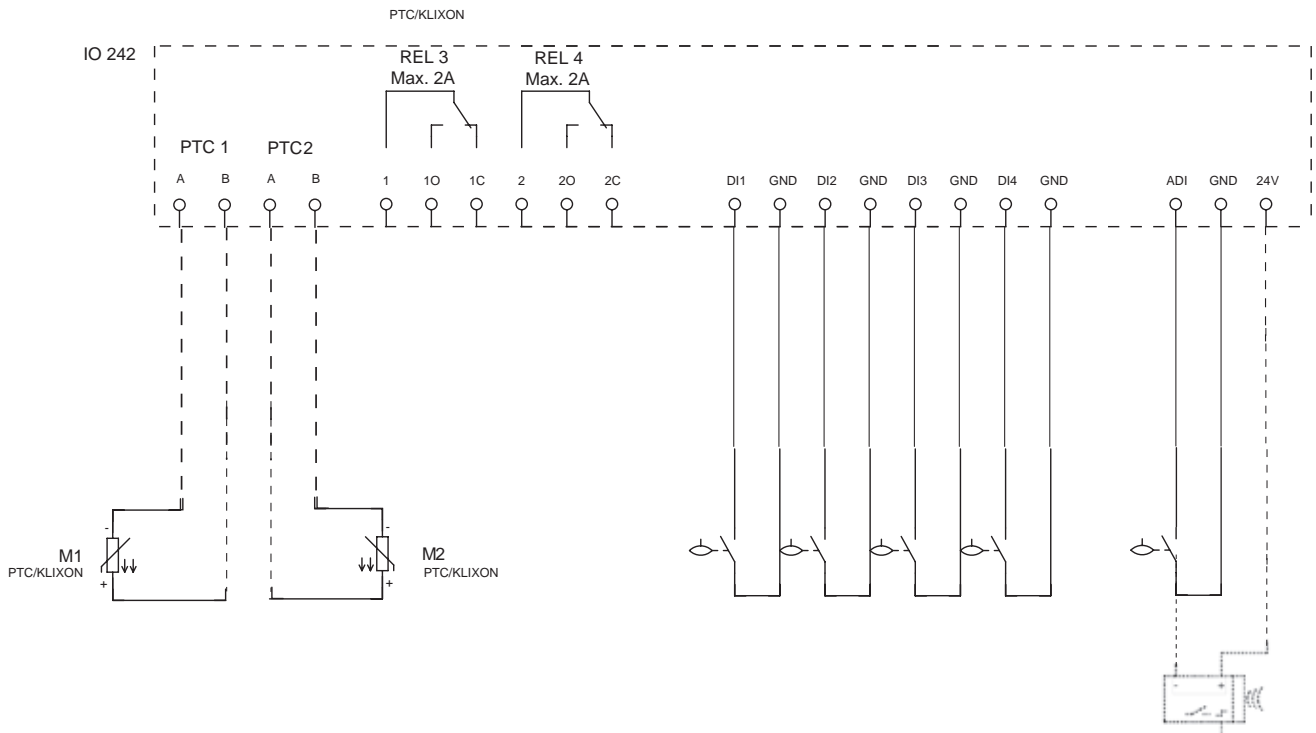 PTC/KLIXON
IO 242
REL 3
Max. 2A
REL 4
Max. 2A
PTC 1
PTC2
A B A B 1 1O 1C 2 2O 2C DI1 GND DI2 GND DI3 GND DI4 GND ADI GND 24V
- -
M1
PTC/KLIXON
+
M2
PTC/KLIXON
+
- +